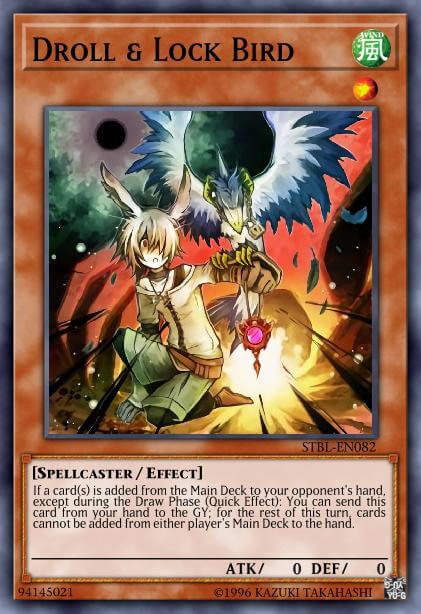 DROLL & LOCK BIRD
WIND
風
STBL-EN082
[SPELLCASTER / EFFECT]
If a card(s) is added from the Main Deck to your opponent's hand,
except during the Draw Phase (Quick Effect): You can send
this card from your hand to the GY; for the rest of this turn, cards
cannot be added from either player's Main Deck to the hand.
ATK/ 0 DEF/ 0
94145021 ©1996 KAZUKI TAKAHASHI